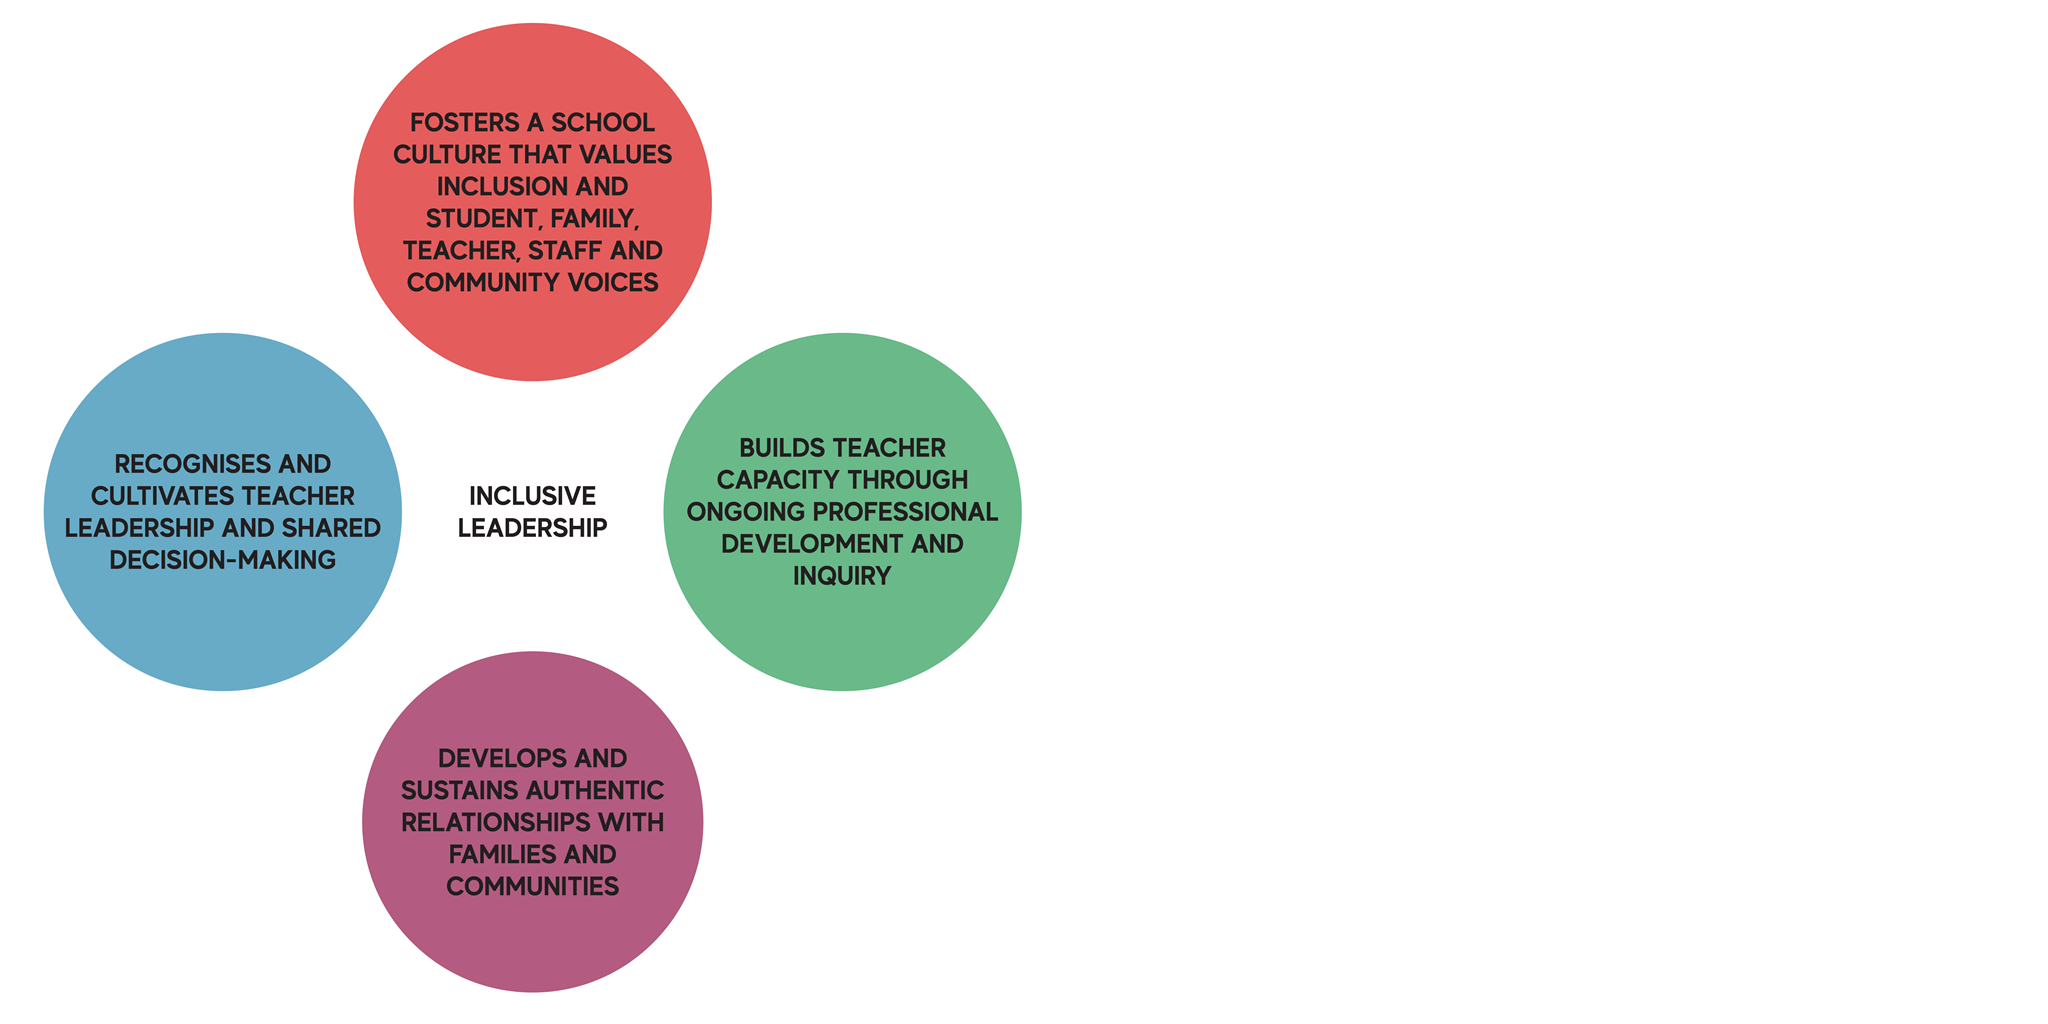 FOSTERS A SCHOOL
CULTURE THAT VALUES
INCLUSION AND
STUDENT, FAMILY,
TEACHER, STAFF AND
COMMUNITY VOICES
RECOGNISES AND
CULTIVATES TEACHER
LEADERSHIP AND SHARED
DECISION-MAKING
INCLUSIVE
LEADERSHIP
BUILDS TEACHER
CAPACITY THROUGH
ONGOING PROFESSIONAL
DEVELOPMENT AND
INQUIRY
DEVELOPS AND
SUSTAINS AUTHENTIC
RELATIONSHIPS WITH
FAMILIES AND
COMMUNITIES